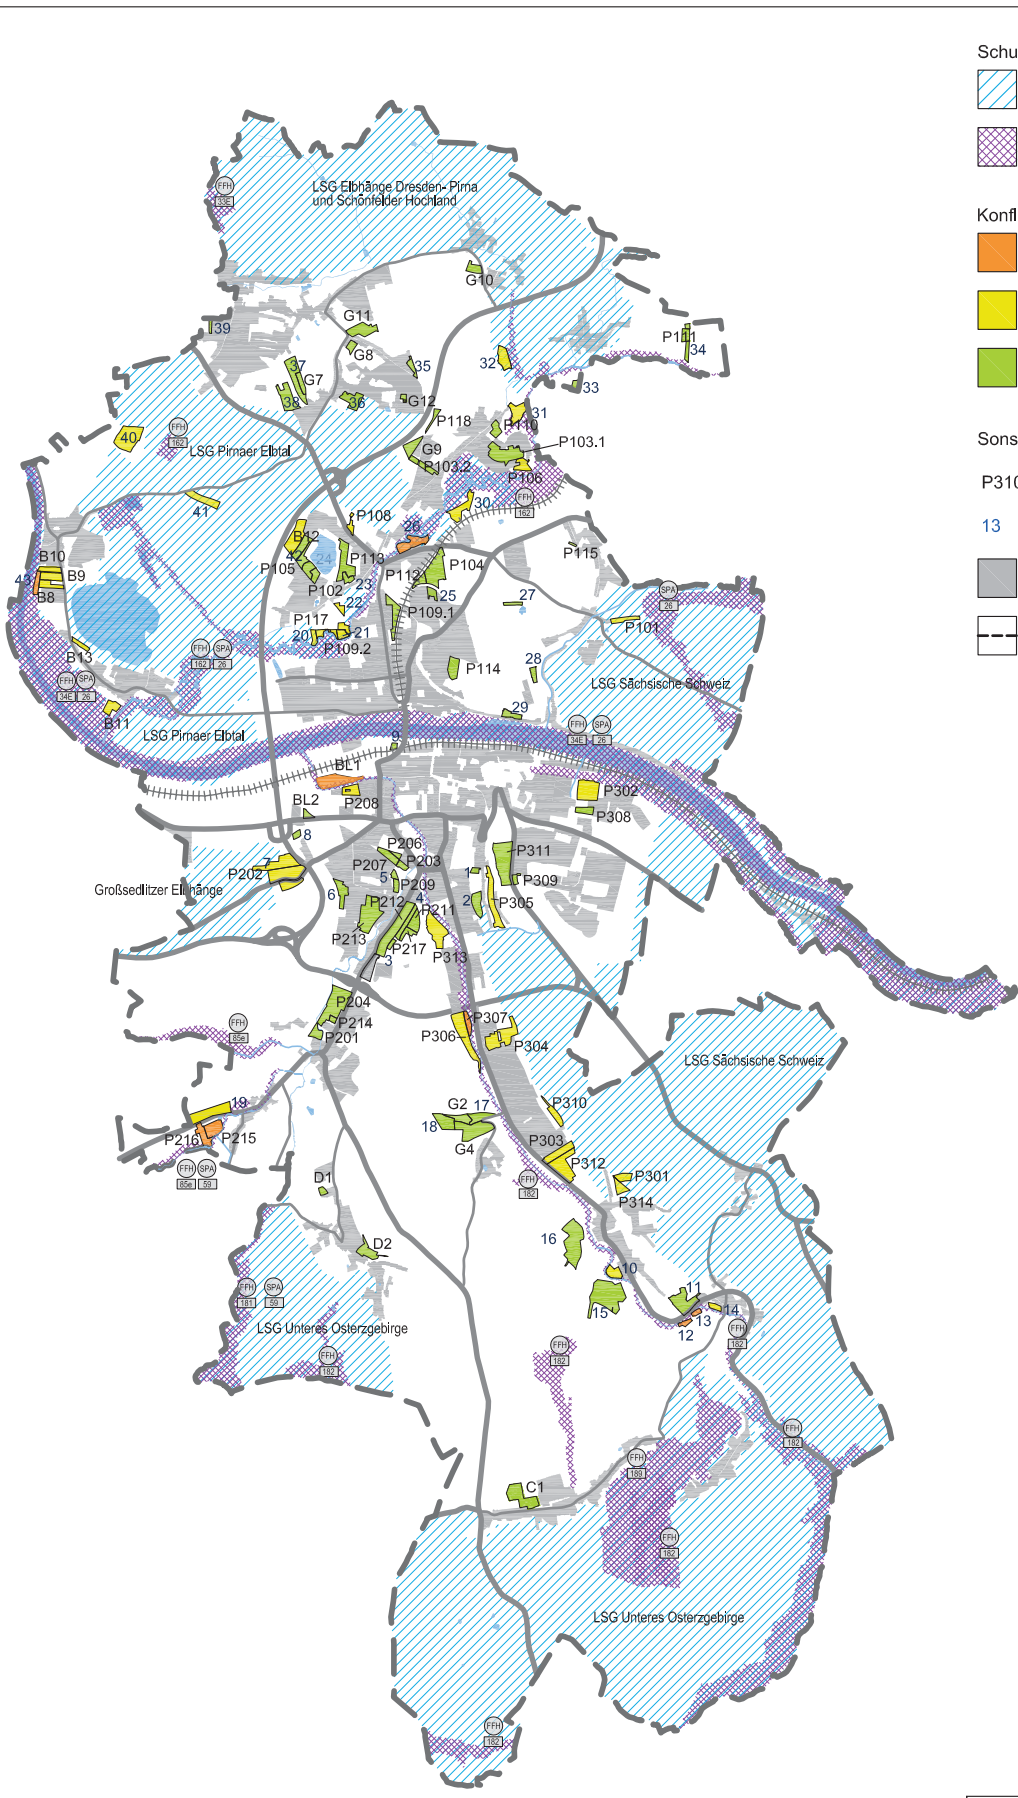 Schu
Konfl
Sons
P310
13
LSG Elbhänge Dresden- Pirna
und Schönfelder Hochland
FFH
33E
G10
39
G11
G8
P111
34
37
G7
38
35
32
33
36
G12
P118
31
P110
40
FFH
162
LSG Pirnaer Elbtal
G9
P103.1
P103.2
P106
41
30
FFH
162
P108
26
B12
42
24
P113
P115
B10
B9
43
B8
P105
P102
23
P112
P104
25
22
P109.1
27
SPA
26
P117
20
21
P101
P109.2
B13
FFH
SPA
162
26
P114
28
LSG Sächsische Schweiz
FFH
SPA
34E
26
B11
29
LSG Pirnaer Elbtal
FFH
SPA
34E
26
9
BL1
P208
P302
BL2
P308
8
P206
P311
7
P202
P207
P203
5
1
P309
Großsedlitzer Elbhänge
6
P209
4
2
P305
P212
P211
P213
P217
3
P313
P204
P214
P201
FFH
85e
P307
P306
P304
LSG Sächsische Schweiz
19
P216
P215
G2
17
18
G4
P310
P303
P312
FFH
SPA
85e
59
D1
FFH
182
P301
P314
16
D2
10
FFH
SPA
181
59
15
11
13
14
12
LSG Unteres Osterzgebirge
FFH
182
FFH
182
FFH
182
FFH
182
FFH
189
C1
FFH
182
LSG Unteres Osterzgebirge
FFH
182